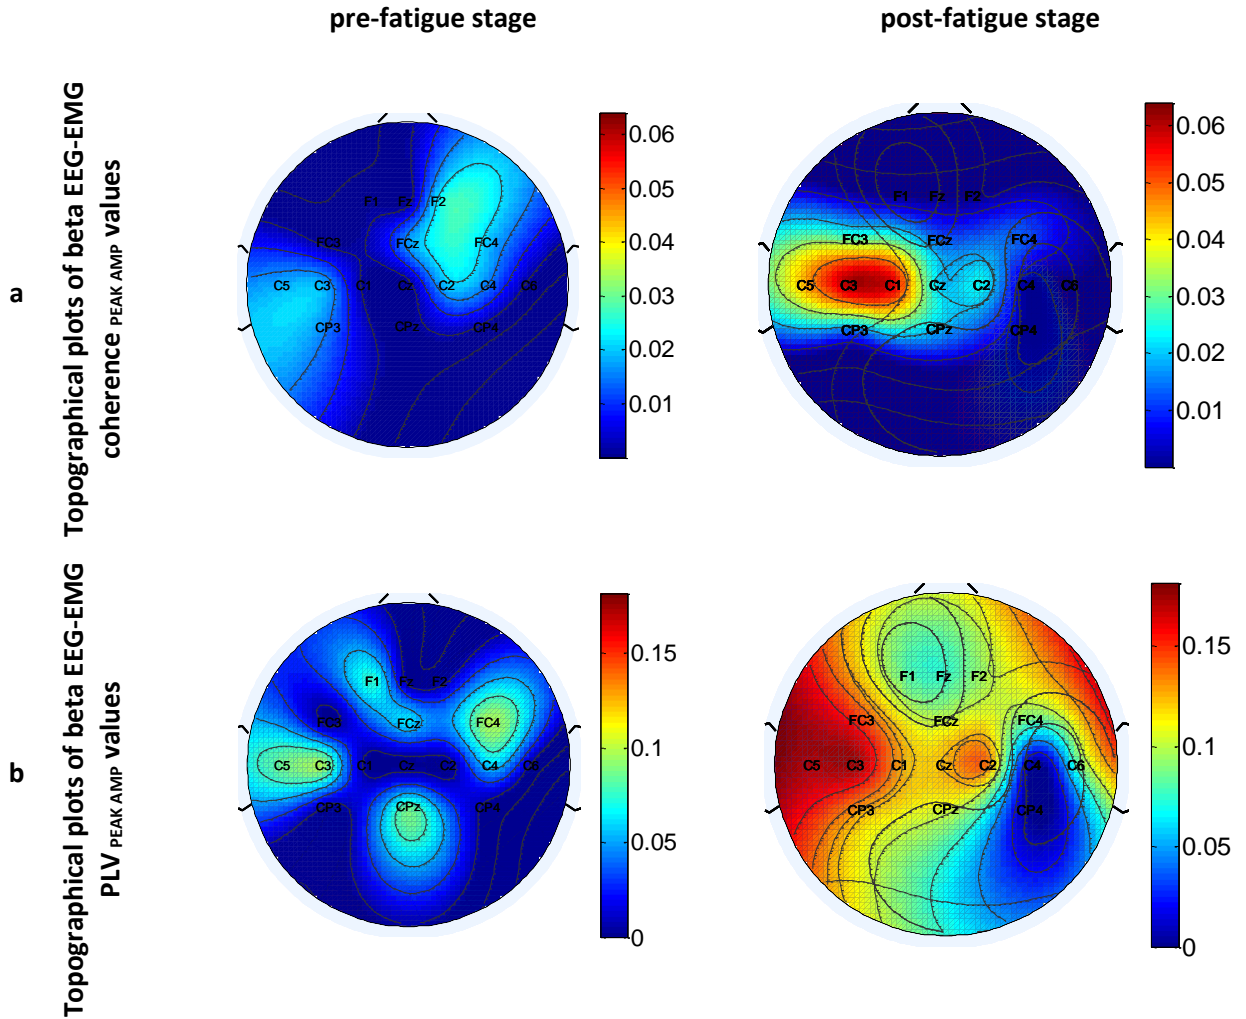 pre-fatigue stage
post-fatigue stage
a
Topographical plots of beta EEG-EMG
coherence PEAK AMP values
F1 Fz F2
FC3 FCz FC4
C5 C3 C1 Cz C2 C4 C6
CP3 CPz CP4
0.06
0.05
0.04
0.03
0.02
0.01
F1 Fz F2
FC3 FCz FC4
C5 C3 C1 Cz C2 C4 C6
CP3 CPz CP4
0.06
0.05
0.04
0.03
0.02
0.01
b
Topographical plots of beta EEG-EMG
PLV PEAK AMP values
F1 Fz F2
FC3 FCz FC4
C5 C3 C1 Cz C2 C4 C6
CP3 CPz CP4
0.15
0.1
0.05
0
F1 Fz F2
FC3 FCz FC4
C5 C3 C1 Cz C2 C4 C6
CP3 CPz CP4
0.15
0.1
0.05
0